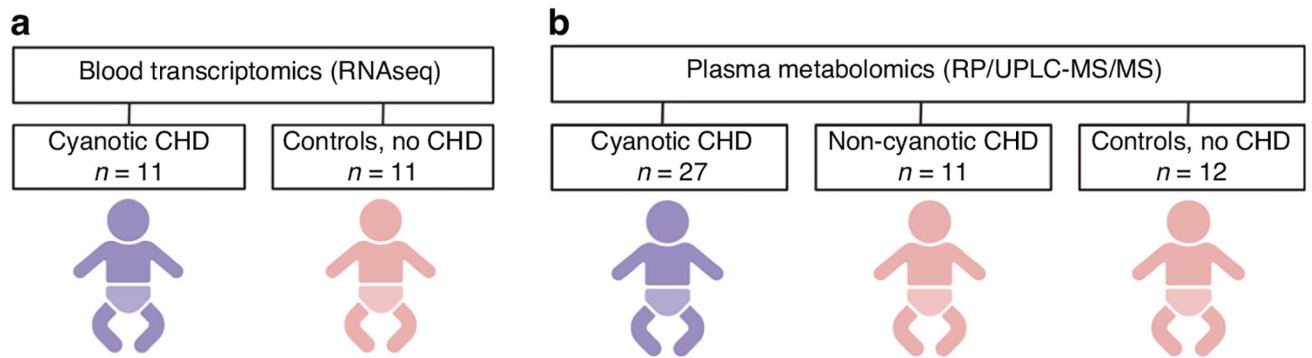 a
Blood transcriptomics (RNAseq)
Cyanotic CHD
n = 11
Controls, no CHD
n = 11
b
Plasma metabolomics (RP/UPLC-MS/MS)
Cyanotic CHD
n = 27
Non-cyanotic CHD
n = 11
Controls, no CHD
n = 12